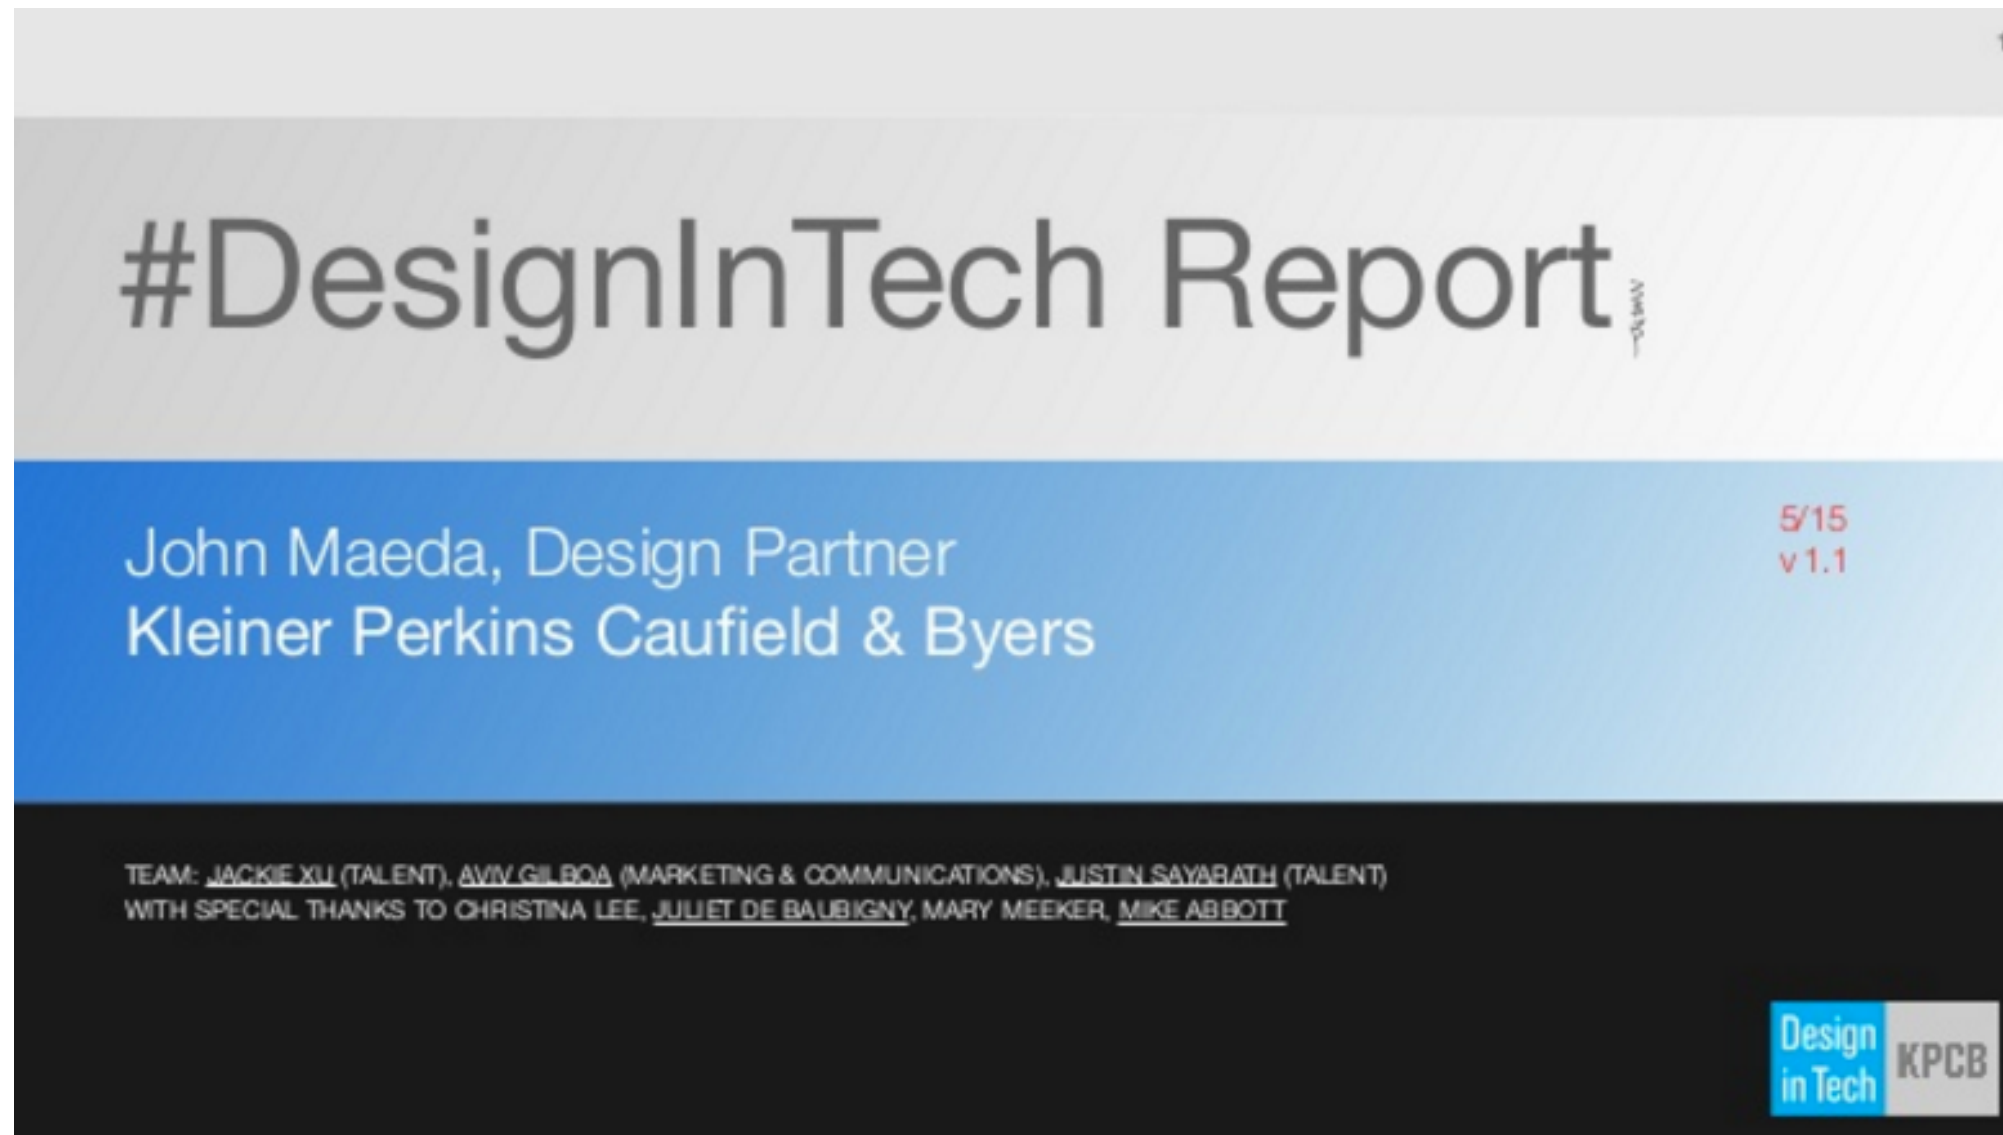 #DesignInTech Report
John Maeda, Design Partner
Kleiner Perkins Caufield & Byers
5/15
v 1.1
TEAM: JACKIE XU (TALENT), AVIV GILBOA (MARKETING & COMMUNICATIONS), JUSTIN SAYARATH (TALENT)
WITH SPECIAL THANKS TO CHRISTINA LEE, JULIET DE BAUBIGNY, MARY MEEKER, MIKE ABBOTT
Design
in Tech
KPCB